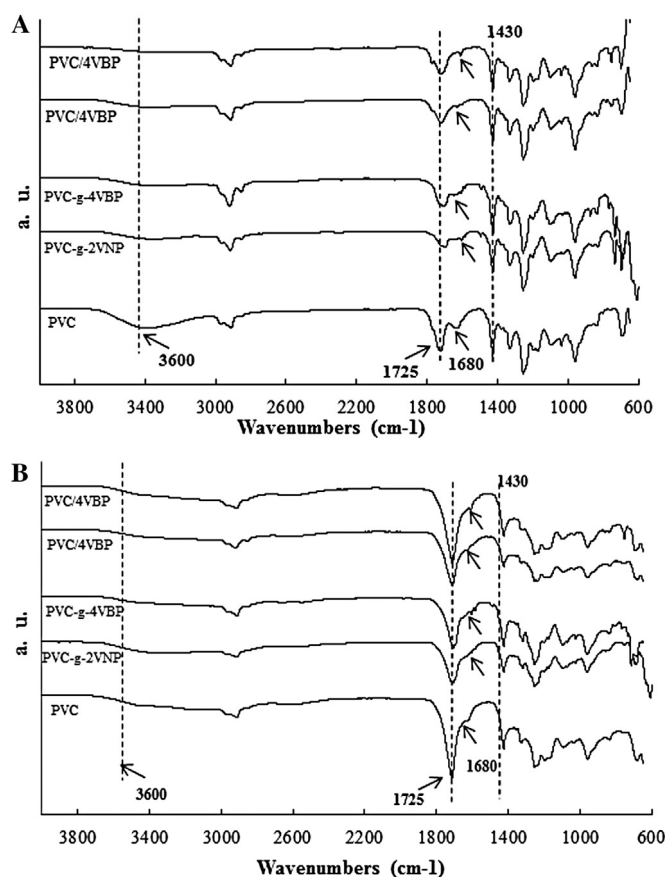 A
1430
PVC/4VBP
PVC/4VBP
PVC-g-4VBP
PVC-g-2VNP
PVC
3600
1725
1680
a. u.
3800 3000 2200 1800 1400 1000 600
Wavenumbers (cm-1)
B
1430
PVC/4VBP
PVC/4VBP
PVC-g-4VBP
PVC-g-2VNP
PVC
3600
1725
1680
a. u.
3800 3400 3000 2600 2200 1800 1400 1000 600
Wavenumbers (cm-1)